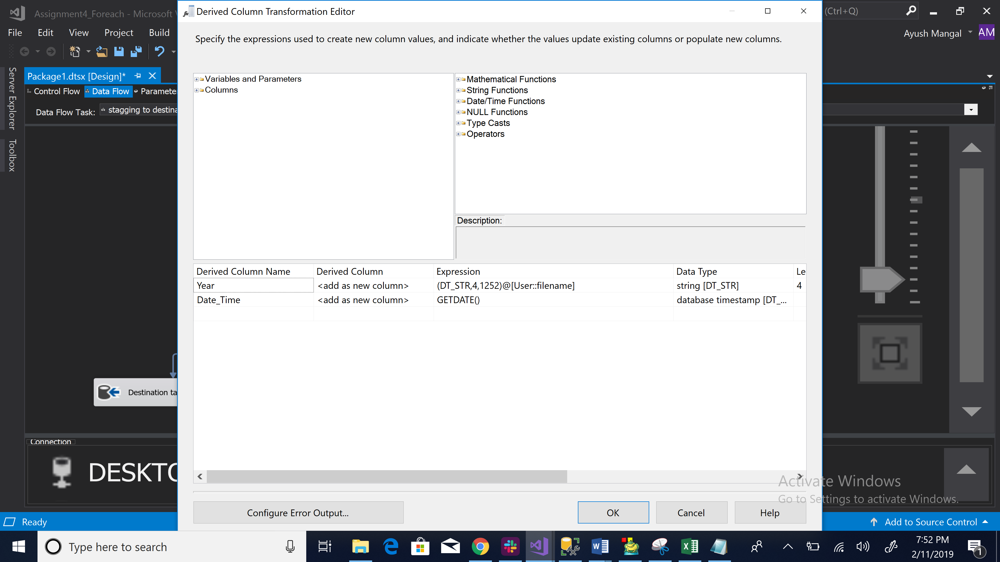 Assignment4_Foreach - Microsoft
Derived Column Transformation Editor
(Ctrl+Q)
File Edit View Project Build
Ayush Mangal AM
Specify the expressions used to create new column values, and indicate whether the values update existing columns or populate new columns.
Server Explorer
Toolbox
Package1.dtsx [Design]*
Control Flow Data Flow Paramete
Data Flow Task: stagging to destina
Variables and Parameters
Columns
Mathematical Functions
String Functions
Date/Time Functions
NULL Functions
Type Casts
Operators
Description:
Derived Column Name Derived Column Expression Data Type Le
Year <add as new column> (DT_STR,4,1252)@[User::filename] string [DT_STR] 4
Date_Time <add as new column> GETDATE() database timestamp [DT_...
Destination ta
Connection
DESKTO
Activate Windows
Go to Settings to activate Windows.
Configure Error Output... OK Cancel Help
Ready Add to Source Control
Type here to search
7:52 PM
2/11/2019
1